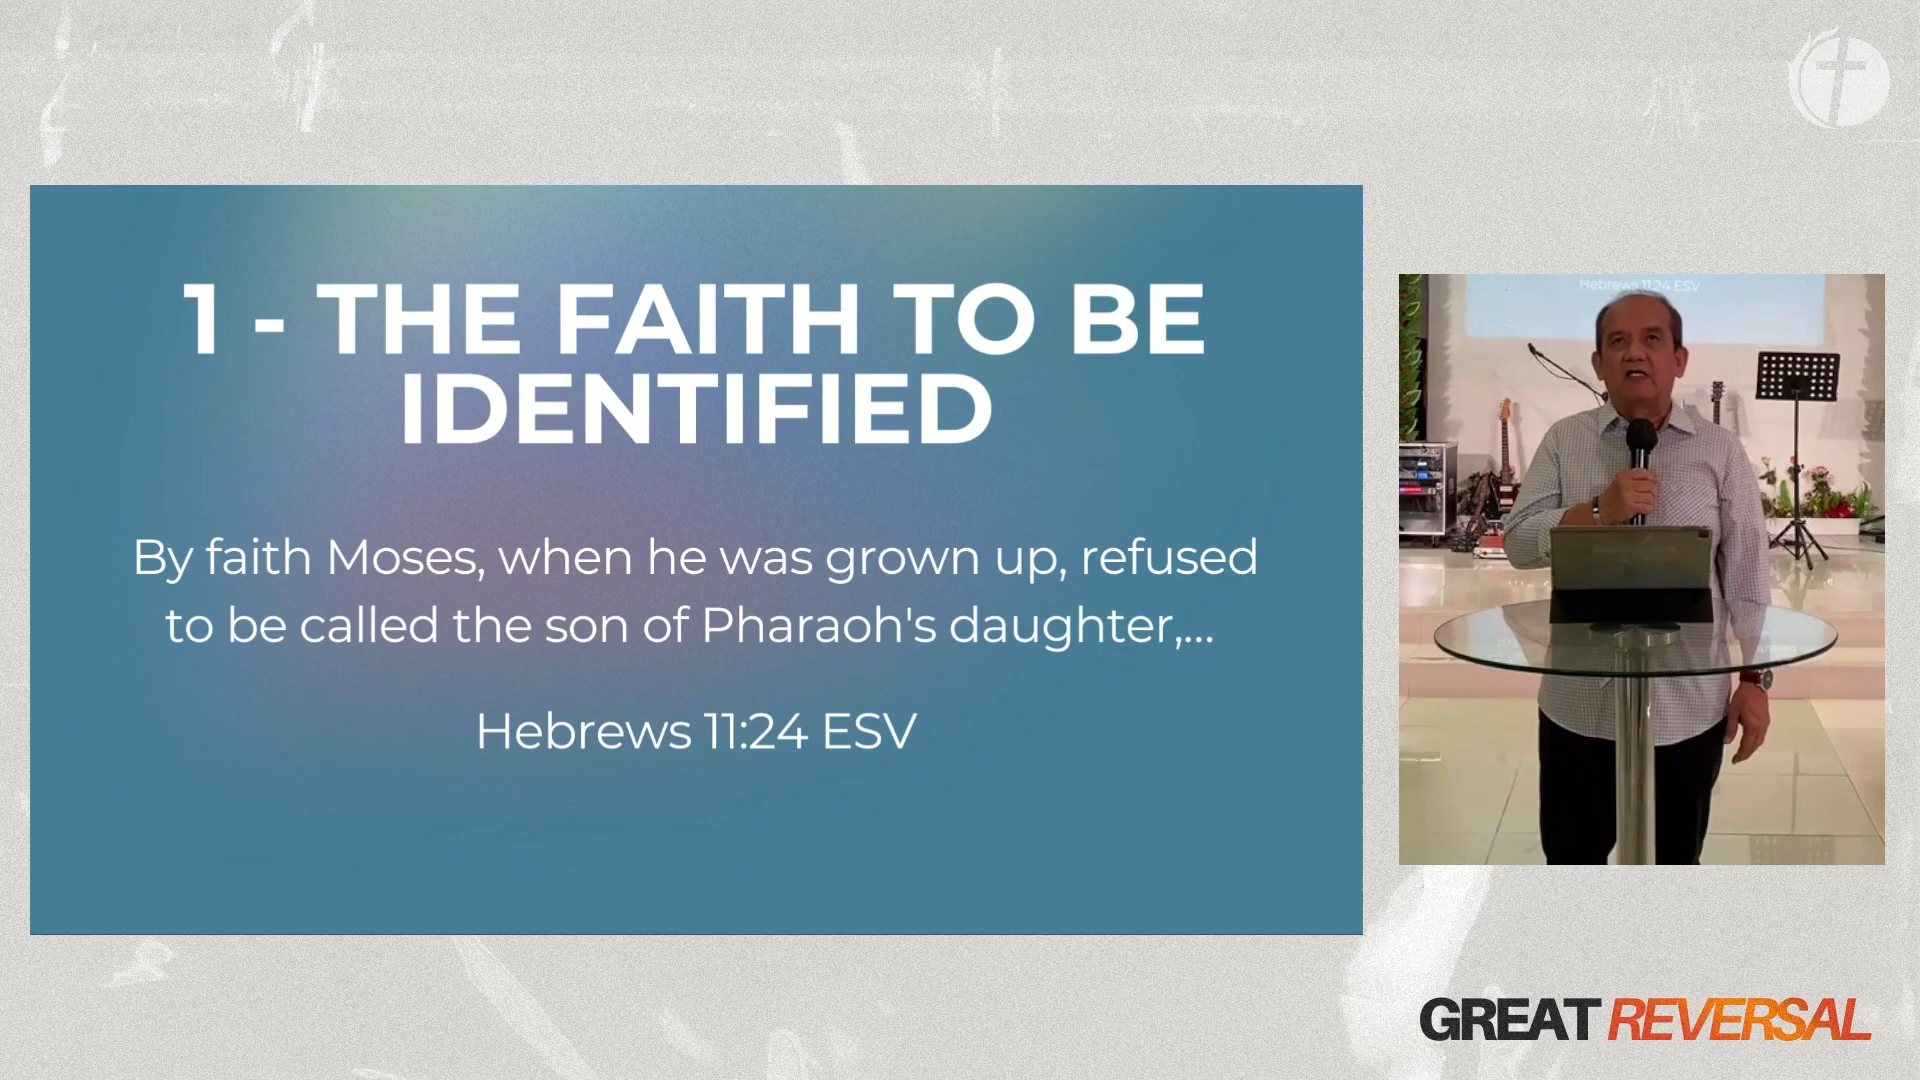 1 - THE FAITH TO BE
IDENTIFIED
By faith Moses, when he was grown up, refused
to be called the son of Pharaoh's daughter,...
Hebrews 11:24 ESV
Hebrews 11:24 ESV
GREAT REVERSAL